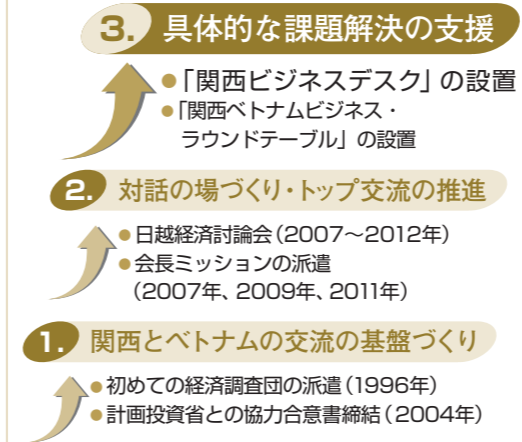 3. 具体的な課題解決の支援
●「関西ビジネスデスク」の設置
●「関西ベトナムビジネス・
ラウンドテーブル」の設置
2. 対話の場づくり・トップ交流の推進
●日越経済討論会(2007〜2012年)
●会長ミッションの派遣
(2007年、2009年、2011年)
1. 関西とベトナムの交流の基盤づくり
●初めての経済調査団の派遣(1996年)
●計画投資省との協力合意書締結(2004年)